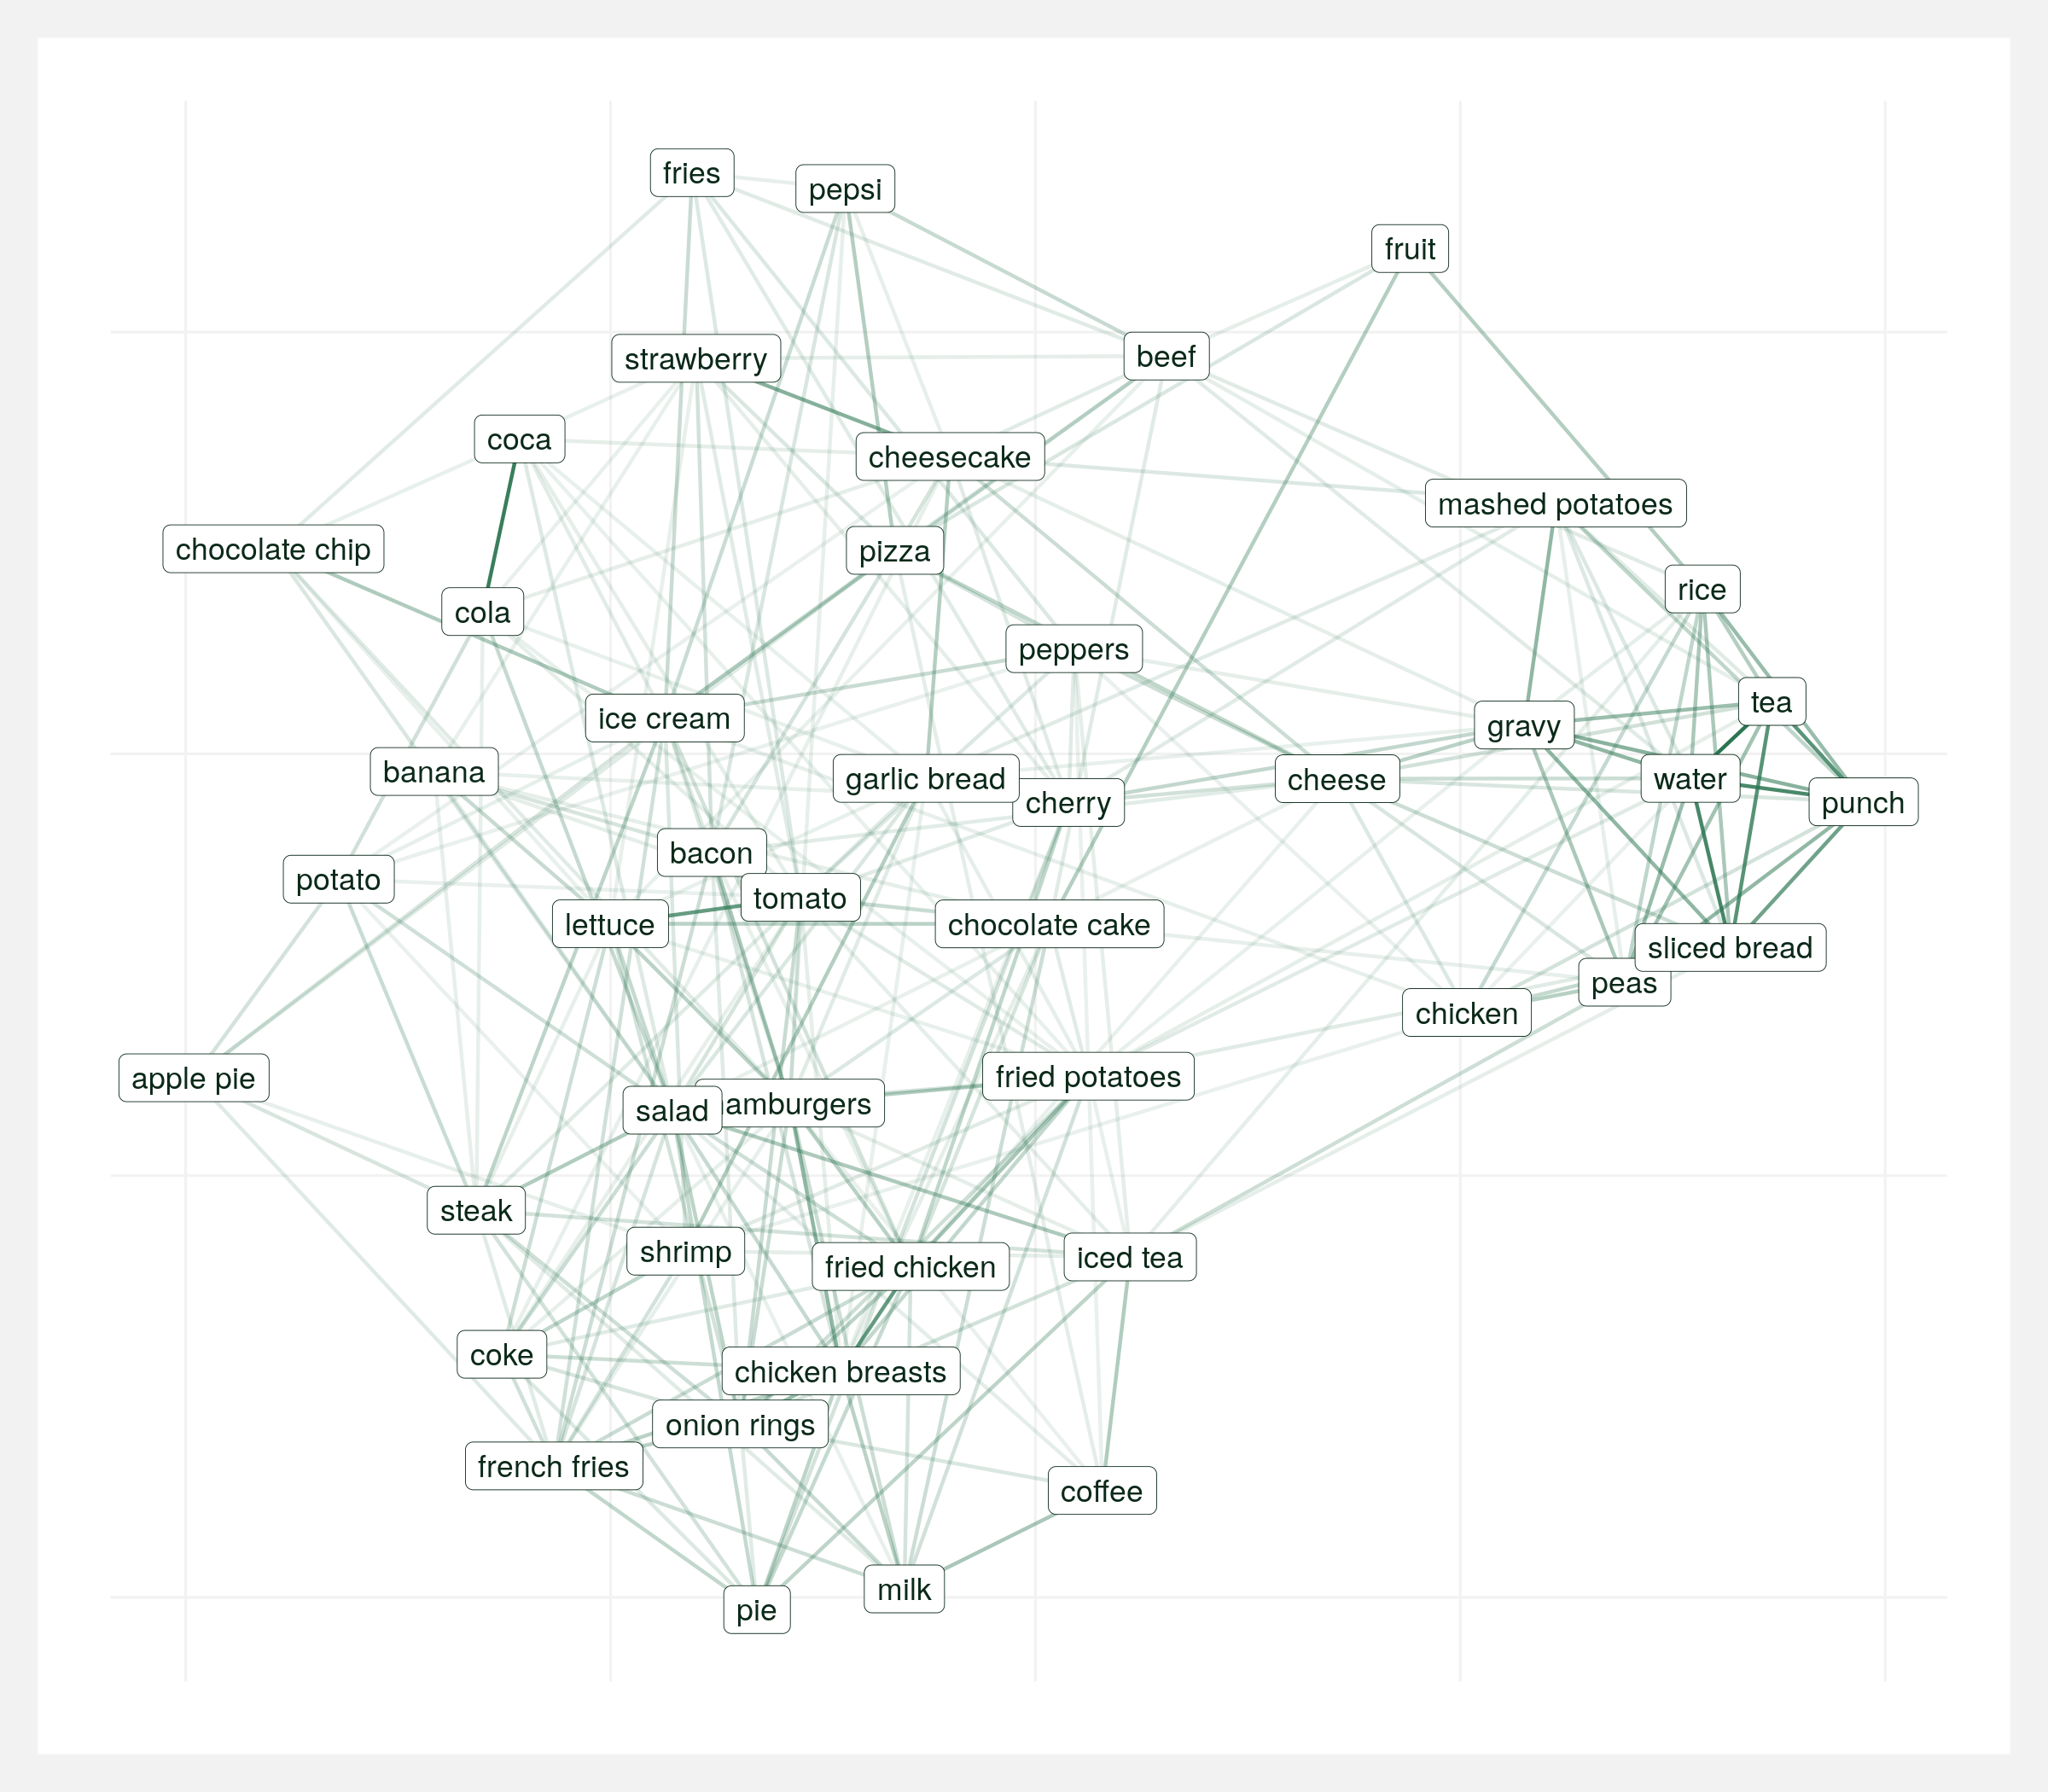 fries
pepsi
fruit
strawberry
beef
coca
cheesecake
mashed potatoes
chocolate chip
pizza
rice
cola
peppers
tea
ice cream
gravy
banana
garlic bread
cheese
water
cherry
punch
bacon
potato
tomato
lettuce
chocolate cake
sliced bread
peas
chicken
apple pie
fried potatoes
salad
amburgers
steak
shrimp
iced tea
fried chicken
coke
chicken breasts
onion rings
french fries
coffee
milk
pie